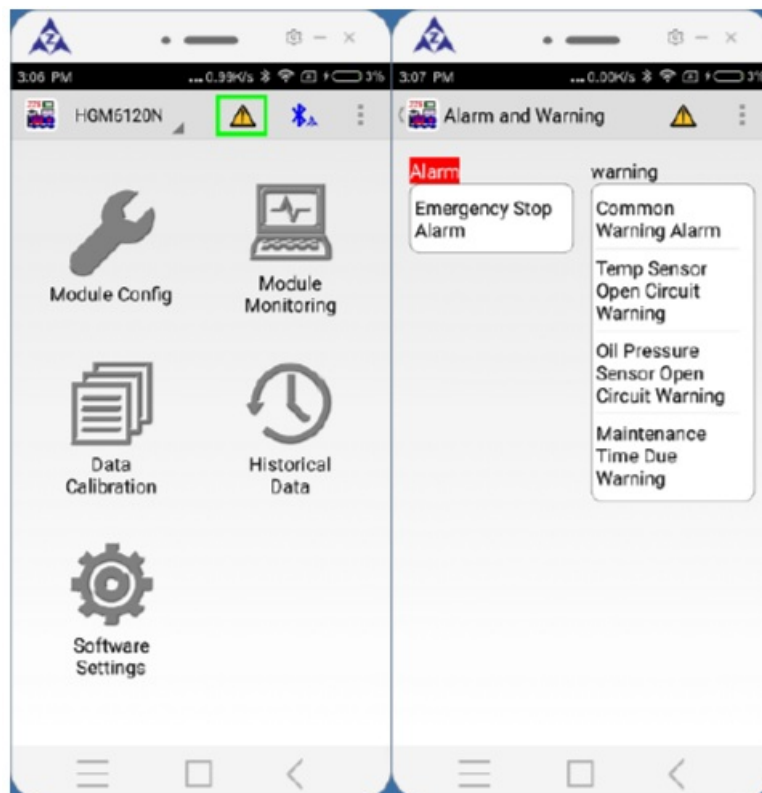 3:06 PM
...0.99K/s
3%
HGM6120N
Module Config
Module
Monitoring
Data
Calibration
Historical
Data
Software
Settings
3:07 PM
...0.00K/s
3%
Alarm and Warning
Alarm
Emergency Stop
Alarm
warning
Common
Warning Alarm
Temp Sensor
Open Circuit
Warning
Oil Pressure
Sensor Open
Circuit Warning
Maintenance
Time Due
Warning